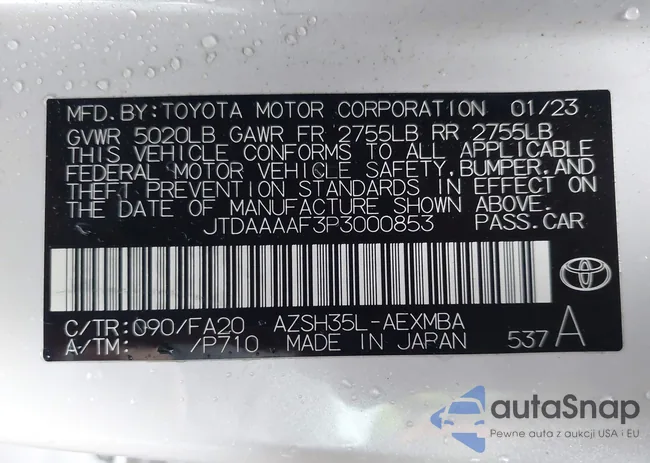 MFD. BY: TOYOTA MOTOR CORPORATION 01/23
GVWR 5020LB GAWR FR 2755LB RR 2755LB
THIS VEHICLE CONFORMS TO ALL APPLICABLE
FEDERAL MOTOR VEHICLE SAFETY, BUMPER, AND
THEFT PREVENTION STANDARDS IN EFFECT ON
THE DATE OF MANUFACTURE SHOWN ABOVE.
JTDAAAAF3P3000853 PASS.CAR
C/TR: 090/FA20 AZSH35L-AEXMBA
A/TM: /P710 MADE IN JAPAN 537 A
autoSnap
Pewne auta z aukcji USA i EU